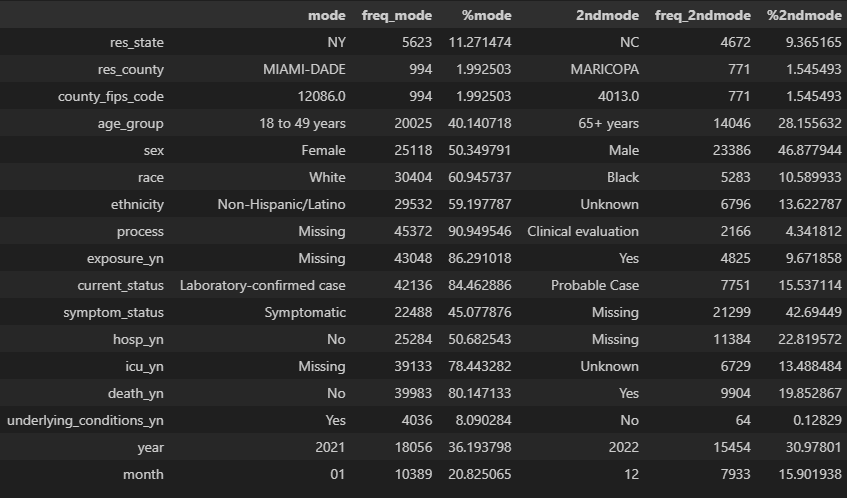 mode freq_mode %mode 2ndmode freq_2ndmode %2ndmode
res_state NY 5623 11.271474 NC 4672 9.365165
res_county MIAMI-DADE 994 1.992503 MARICOPA 771 1.545493
county_fips_code 12086.0 994 1.992503 4013.0 771 1.545493
age_group 18 to 49 years 20025 40.140718 65+ years 14046 28.155632
sex Female 25118 50.349791 Male 23386 46.877944
race White 30404 60.945737 Black 5283 10.589933
ethnicity Non-Hispanic/Latino 29532 59.197787 Unknown 6796 13.622787
process Missing 45372 90.949546 Clinical evaluation 2166 4.341812
exposure_yn Missing 43048 86.291018 Yes 4825 9.671858
current_status Laboratory-confirmed case 42136 84.462886 Probable Case 7751 15.537114
symptom_status Symptomatic 22488 45.077876 Missing 21299 42.69449
hosp_yn No 25284 50.682543 Missing 11384 22.819572
icu_yn Missing 39133 78.443282 Unknown 6729 13.488484
death_yn No 39983 80.147133 Yes 9904 19.852867
underlying_conditions_yn Yes 4036 8.090284 No 64 0.12829
year 2021 18056 36.193798 2022 15454 30.97801
month 01 10389 20.825065 12 7933 15.901938